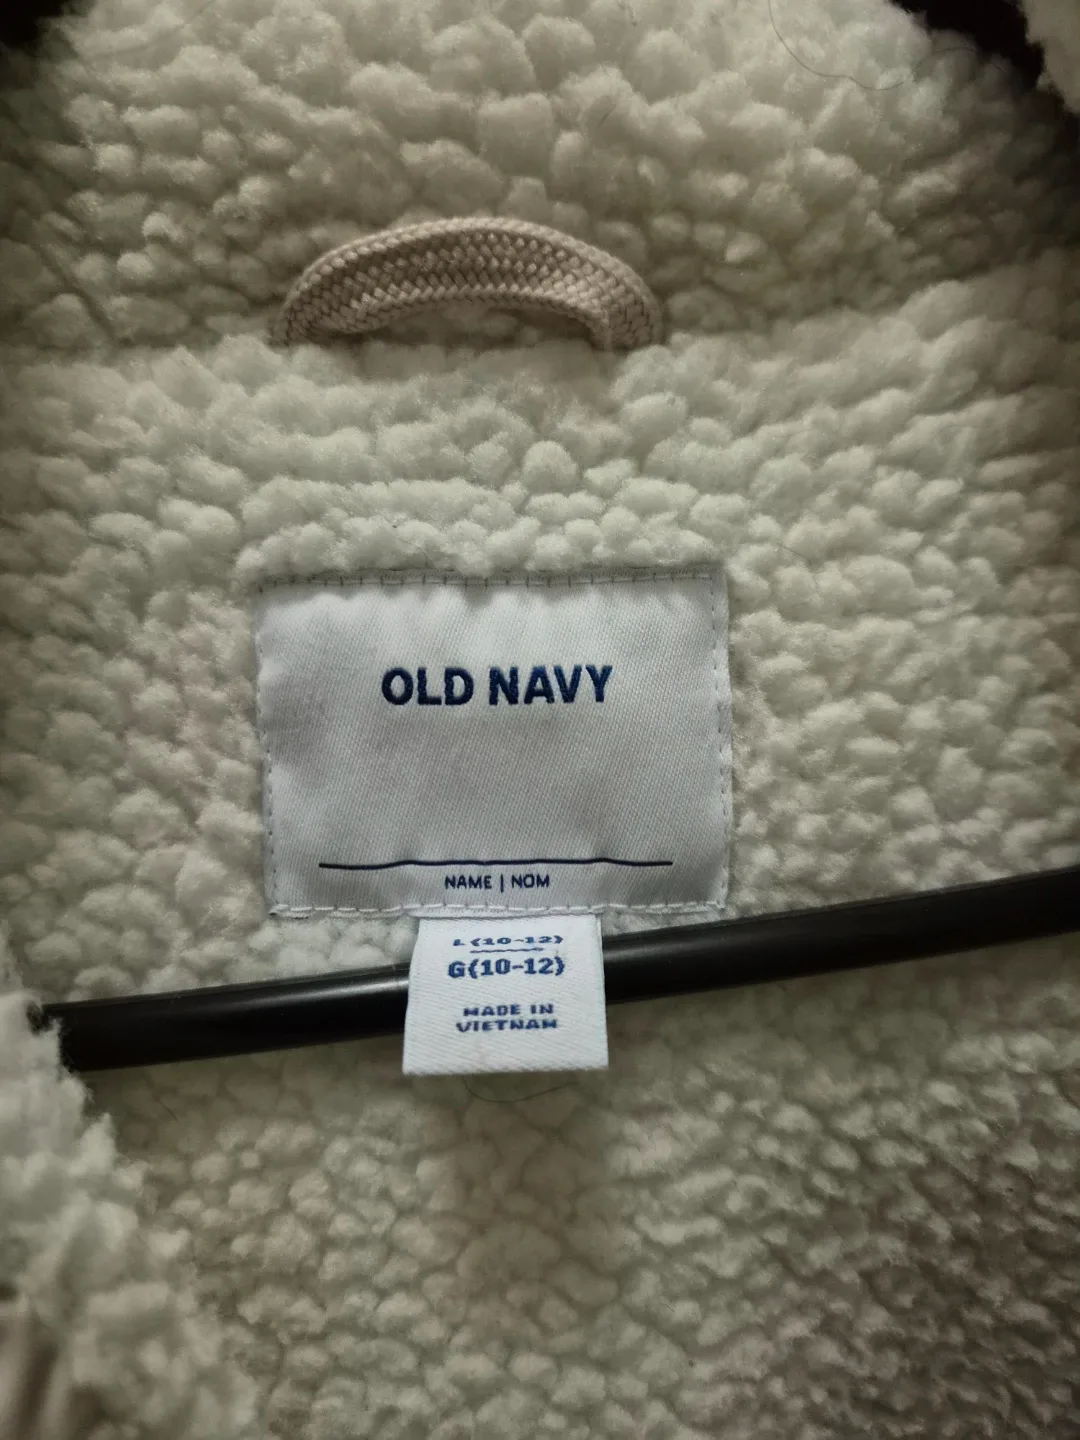 OLD NAVY
NAME | NOM
L(10-12)
G(10-12)
MADE IN
VIETNAM